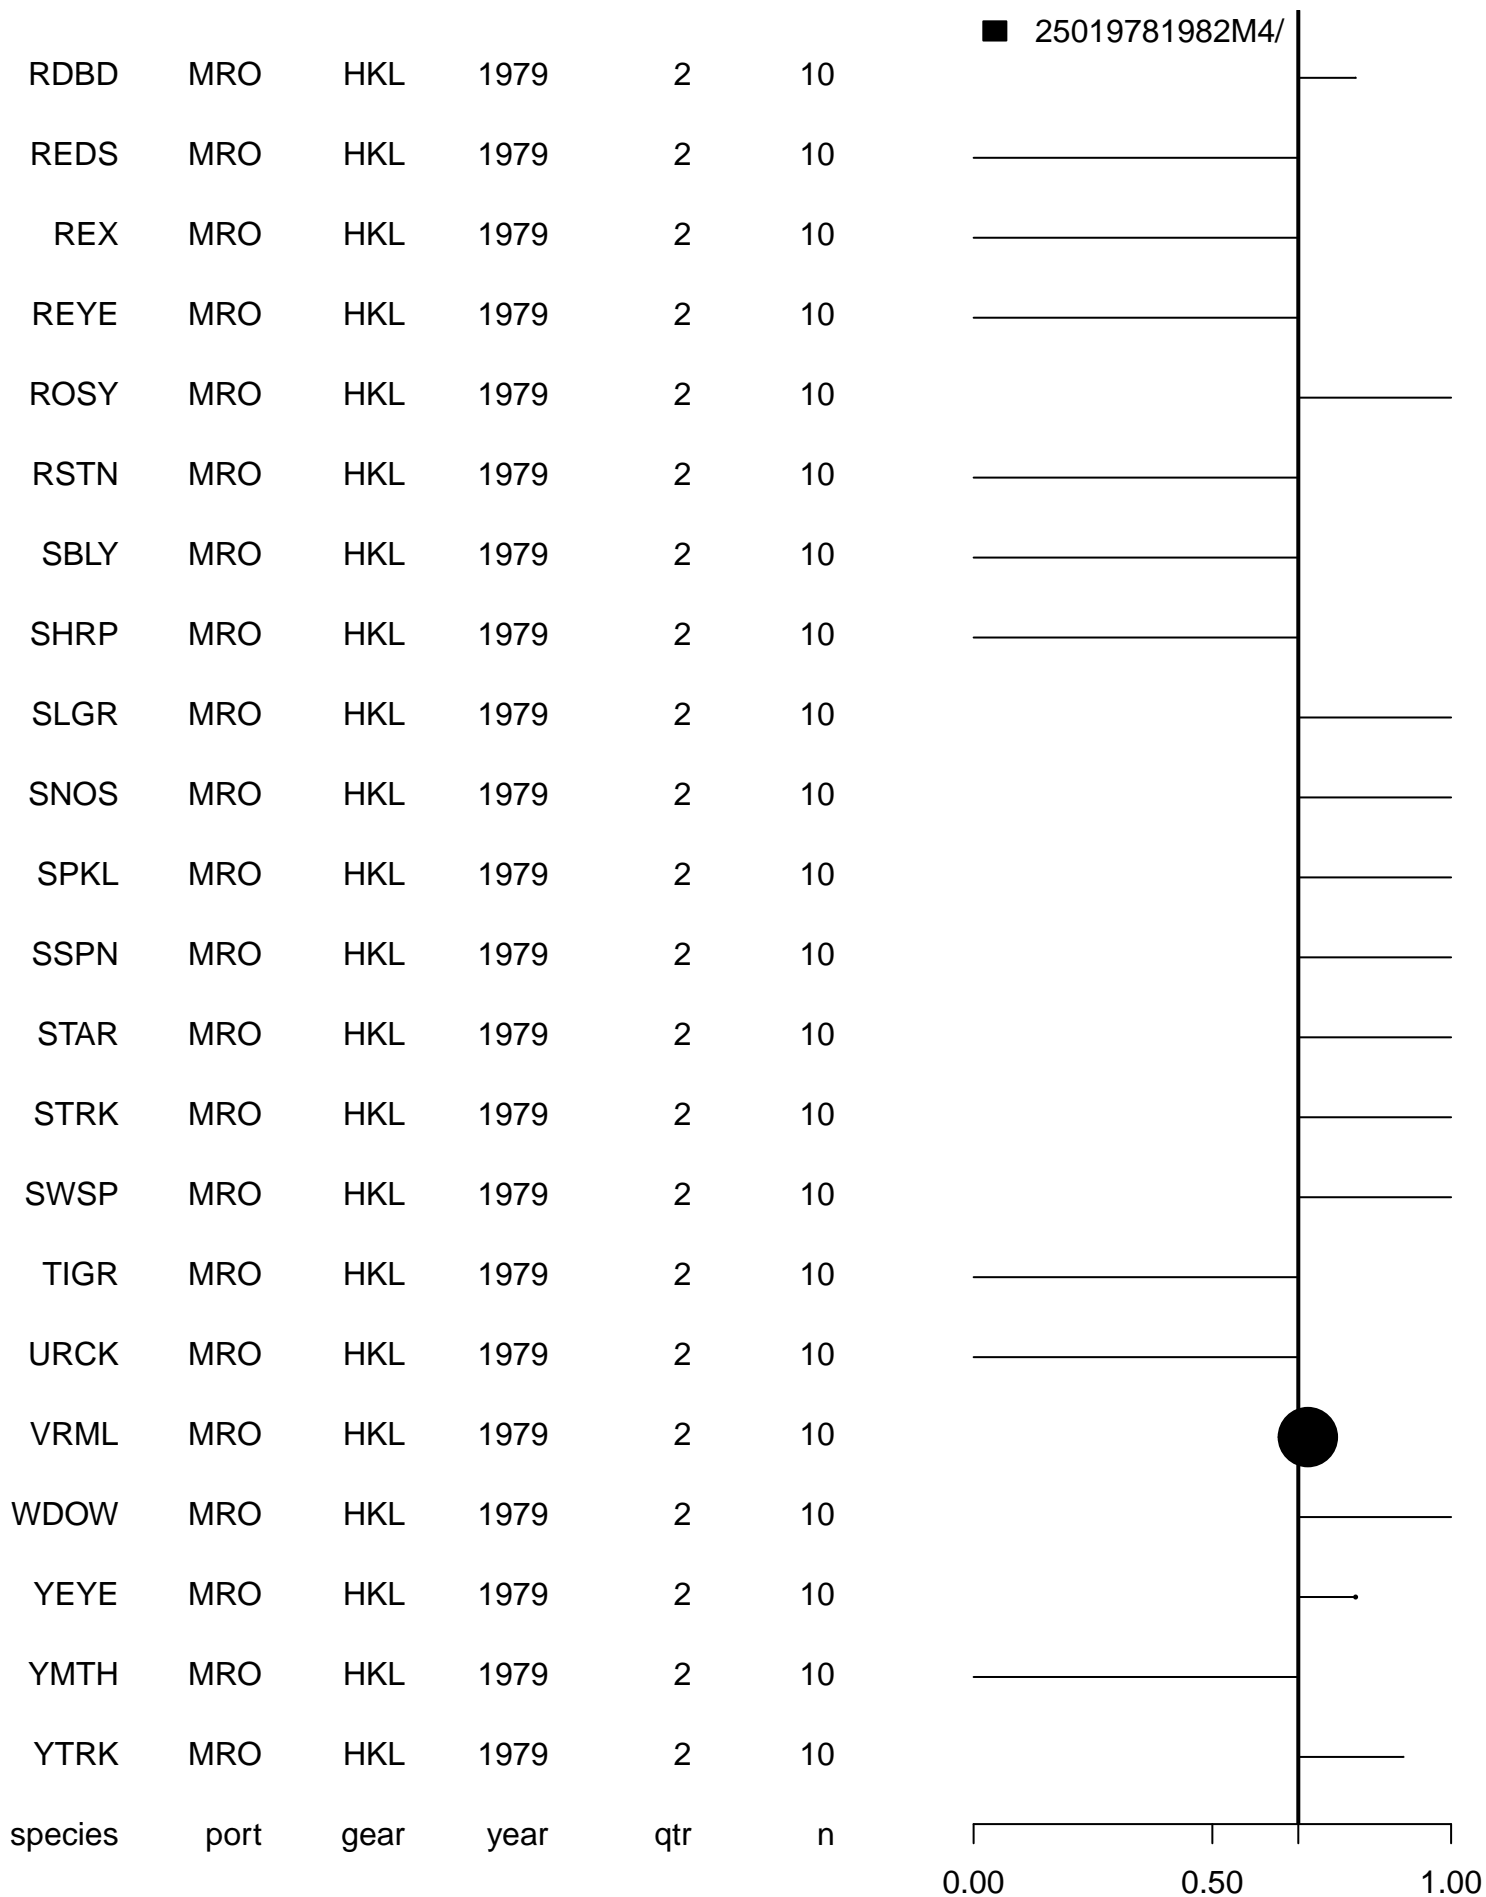 25019781982M4/
RDBD MRO HKL 1979 2 10
REDS MRO HKL 1979 2 10
REX MRO HKL 1979 2 10
REYE MRO HKL 1979 2 10
ROSY MRO HKL 1979 2 10
RSTN MRO HKL 1979 2 10
SBLY MRO HKL 1979 2 10
SHRP MRO HKL 1979 2 10
SLGR MRO HKL 1979 2 10
SNOS MRO HKL 1979 2 10
SPKL MRO HKL 1979 2 10
SSPN MRO HKL 1979 2 10
STAR MRO HKL 1979 2 10
STRK MRO HKL 1979 2 10
SWSP MRO HKL 1979 2 10
TIGR MRO HKL 1979 2 10
URCK MRO HKL 1979 2 10
VRML MRO HKL 1979 2 10
WDOW MRO HKL 1979 2 10
YEYE MRO HKL 1979 2 10
YMTH MRO HKL 1979 2 10
YTRK MRO HKL 1979 2 10
species port gear year qtr n
0.00 0.50 1.00